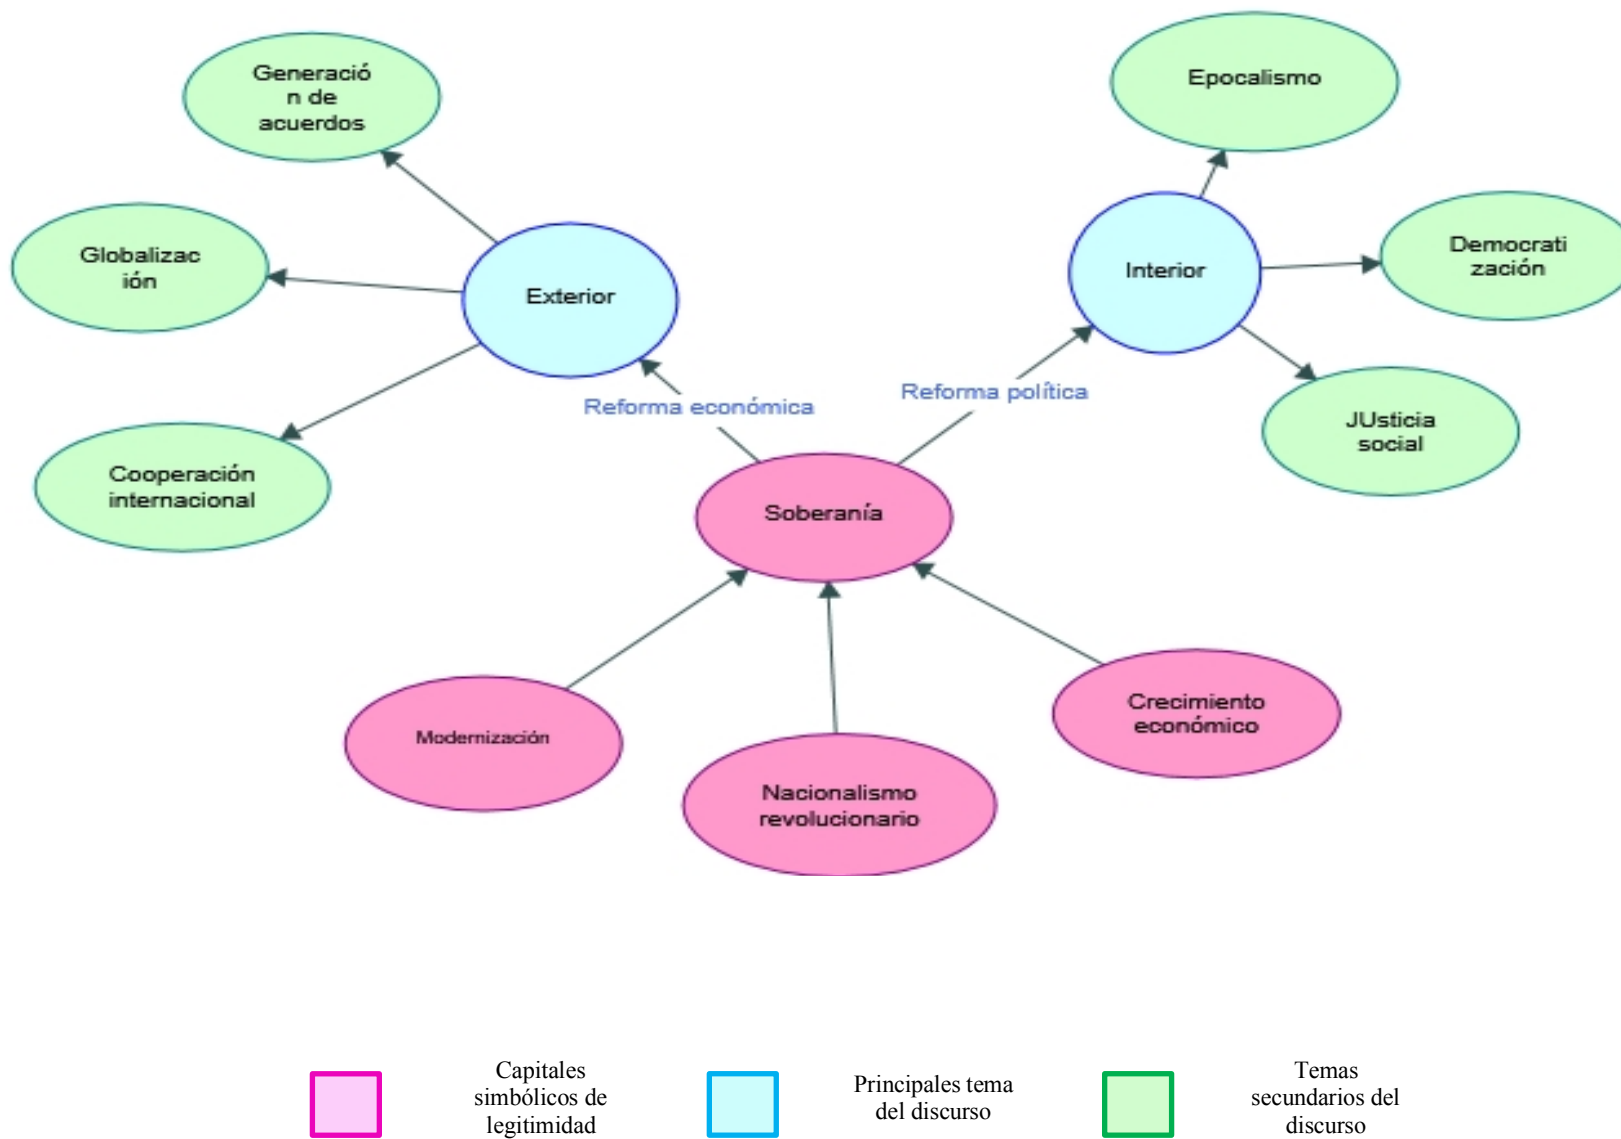 Generació
n de
acuerdos
Epocalismo
Globalizac
ión
Exterior
Interior
Democrati
zación
Reforma económica
Reforma política
JUsticia
social
Cooperación
internacional
Soberanía
Modernización
Nacionalismo
revolucionario
Crecimiento
económico
Capitales
simbólicos de
legitimidad
Principales tema
del discurso
Temas
secundarios del
discurso